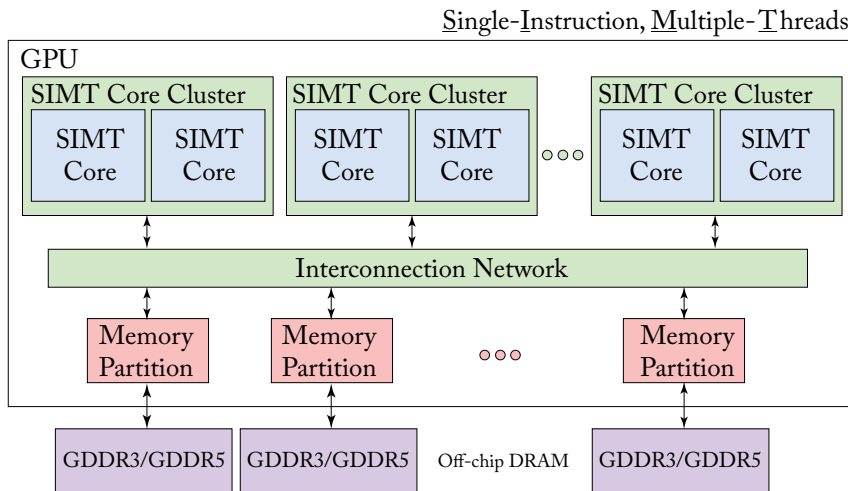 Single-Instruction, Multiple-Threads
GPU
SIMT Core Cluster
SIMT Core
SIMT Core
SIMT Core Cluster
SIMT Core
SIMT Core
SIMT Core Cluster
SIMT Core
SIMT Core
Interconnection Network
Memory Partition
Memory Partition
Memory Partition
GDDR3/GDDR5
GDDR3/GDDR5
Off-chip DRAM
GDDR3/GDDR5